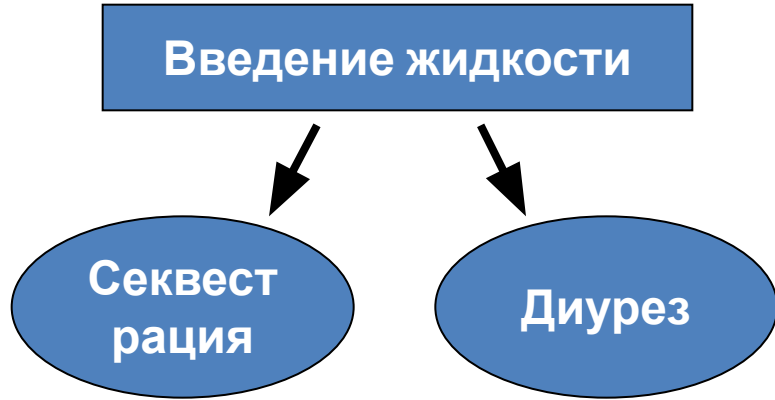 Введение жидкости
Секвест
рация
Диурез